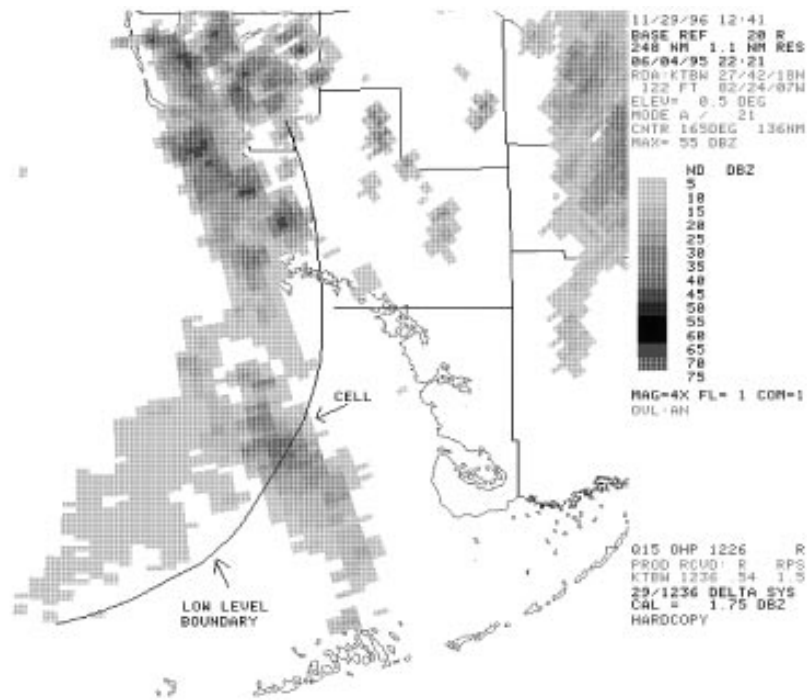 11/29/96 12:41
BASE REF 20 R
248 NM 1.1 NM RES
06/04/95 22:21
RDA:KTBW 27/42/18N
122 FT 82/24/07W
ELEV= 0.5 DEG
MODE A / 21
CNTR 165DEG 136NM
MAX= 55 DBZ
ND DBZ
5
10
15
20
25
30
35
40
45
50
55
60
65
70
75
MAG=4X FL= 1 COM=1
OVL-AN
CELL
LOW LEVEL
BOUNDARY
Q15 OHP 1226 R
PROD RCVD: R RPS
KTBW 1236 .54 1.5
29/1236 DELTA SYS
CAL = 1.75 DBZ
HARDCOPY